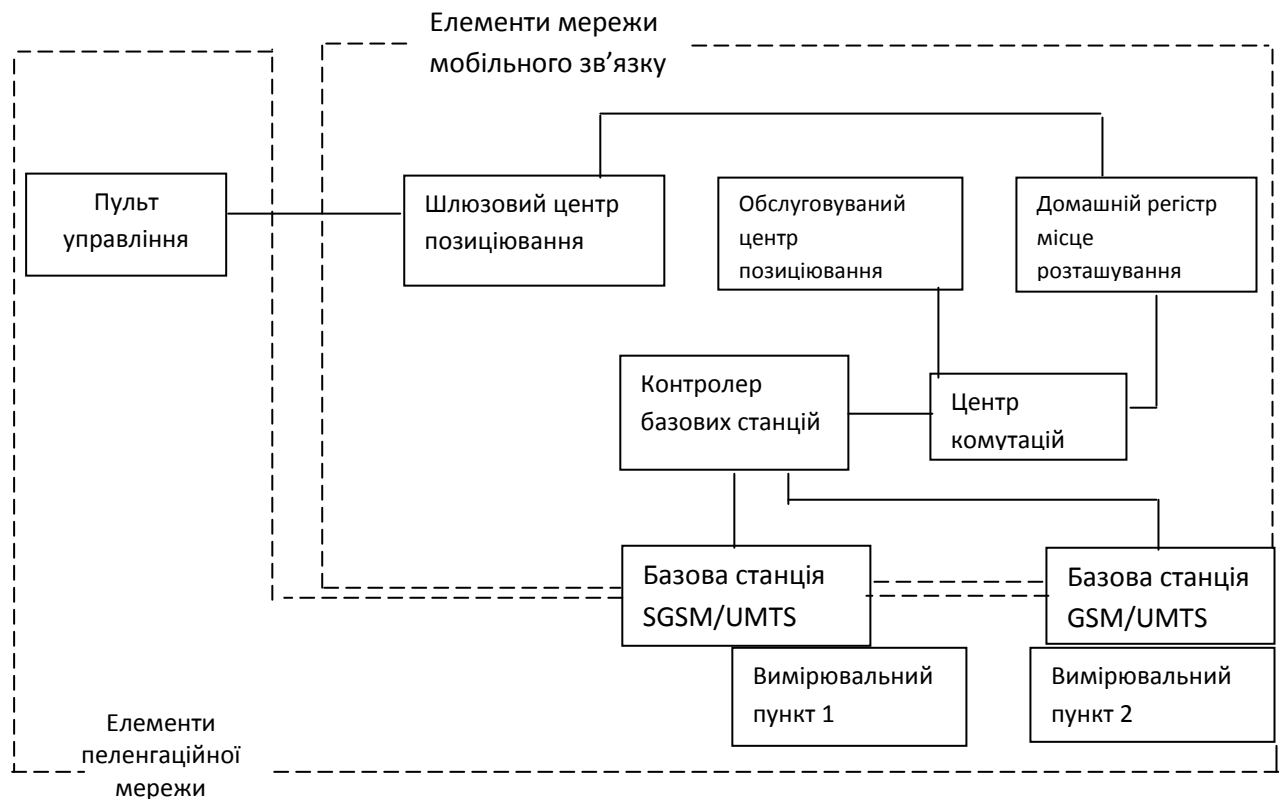 Елементи мережи
мобільного зв’язку
Пульт
управління
Шлюзовий центр
позиціювання
Обслуговуваний
центр
позиціювання
Домашній регістр
місце
розташування
Контролер
базових станцій
Центр
комутацій
Базова станція
SGSM/UMTS
Базова станція
GSM/UMTS
Вимірювальний
пункт 1
Вимірювальний
пункт 2
Елементи
пеленгаційної
мережи